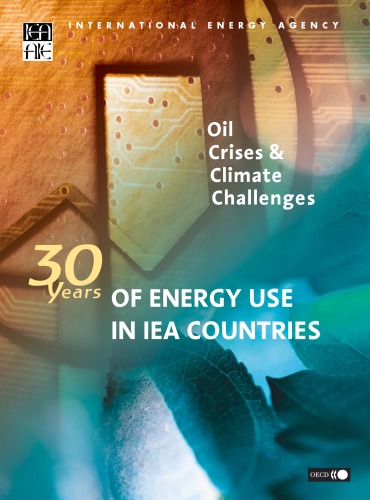 IEA
AIE
INTERNATIONAL ENERGY AGENCY
Oil
Crises &
Climate
Challenges
30
years
OF ENERGY USE
IN IEA COUNTRIES
OECD